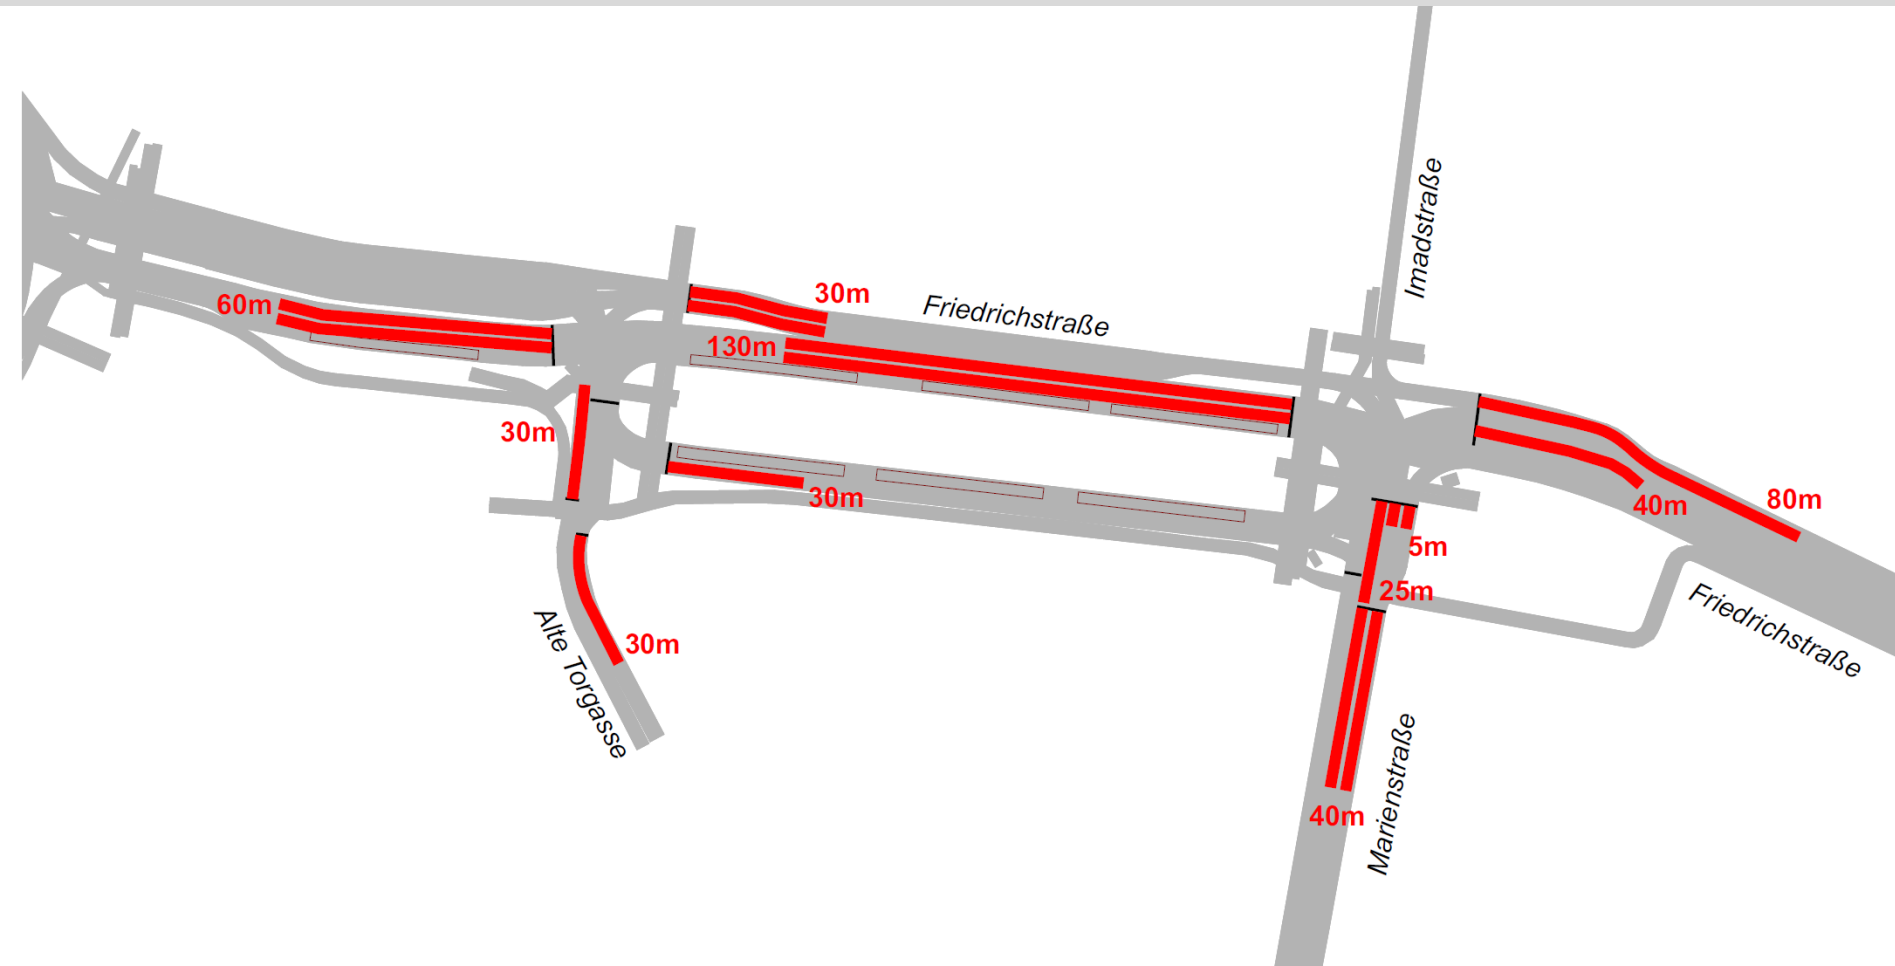 Imadstraße
60m
30m
Friedrichstraße
130m
30m
30m
40m
80m
5m
25m
Friedrichstraße
Alte Torgasse
30m
Marienstraße
40m